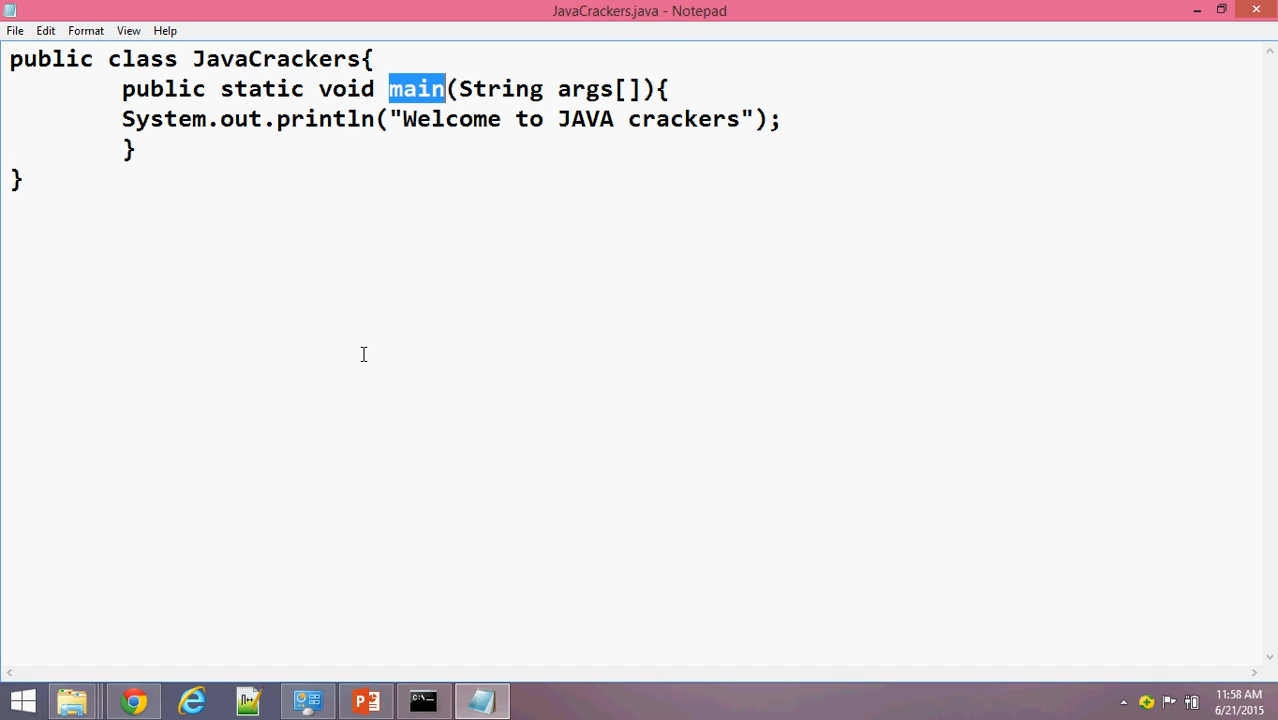 JavaCrackers.java - Notepad
File Edit Format View Help
public class JavaCrackers{
public static void main(String args[]){
System.out.println("Welcome to JAVA crackers");
}
}
11:58 AM
6/21/2015